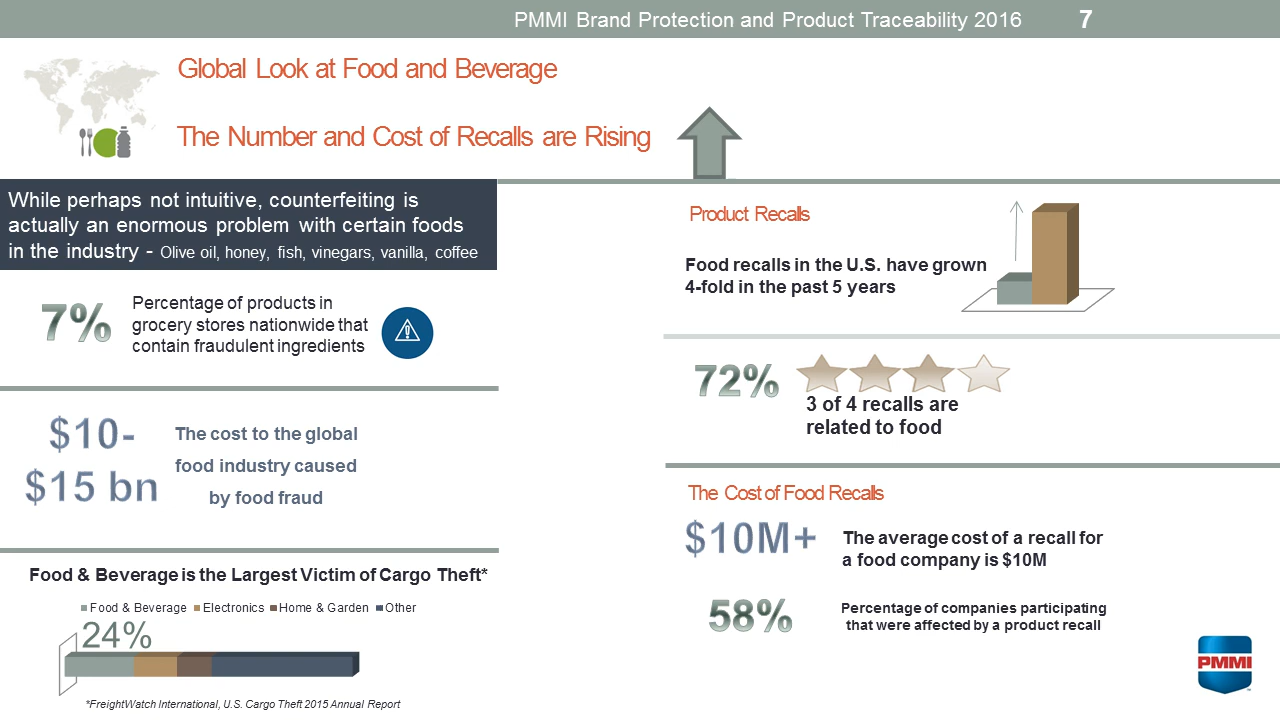 PMMI Brand Protection and Product Traceability 2016 7
Global Look at Food and Beverage
The Number and Cost of Recalls are Rising
While perhaps not intuitive, counterfeiting is
actually an enormous problem with certain foods
in the industry - Olive oil, honey, fish, vinegars, vanilla, coffee
7%
Percentage of products in
grocery stores nationwide that
contain fraudulent ingredients
$10-
$15 bn
The cost to the global
food industry caused
by food fraud
Food & Beverage is the Largest Victim of Cargo Theft*
Food & Beverage Electronics Home & Garden Other
24%
*FreightWatch International, U.S. Cargo Theft 2015 Annual Report
Product Recalls
Food recalls in the U.S. have grown
4-fold in the past 5 years
72%
3 of 4 recalls are
related to food
The Cost of Food Recalls
$10M+
The average cost of a recall for
a food company is $10M
58%
Percentage of companies participating
that were affected by a product recall
PMMI